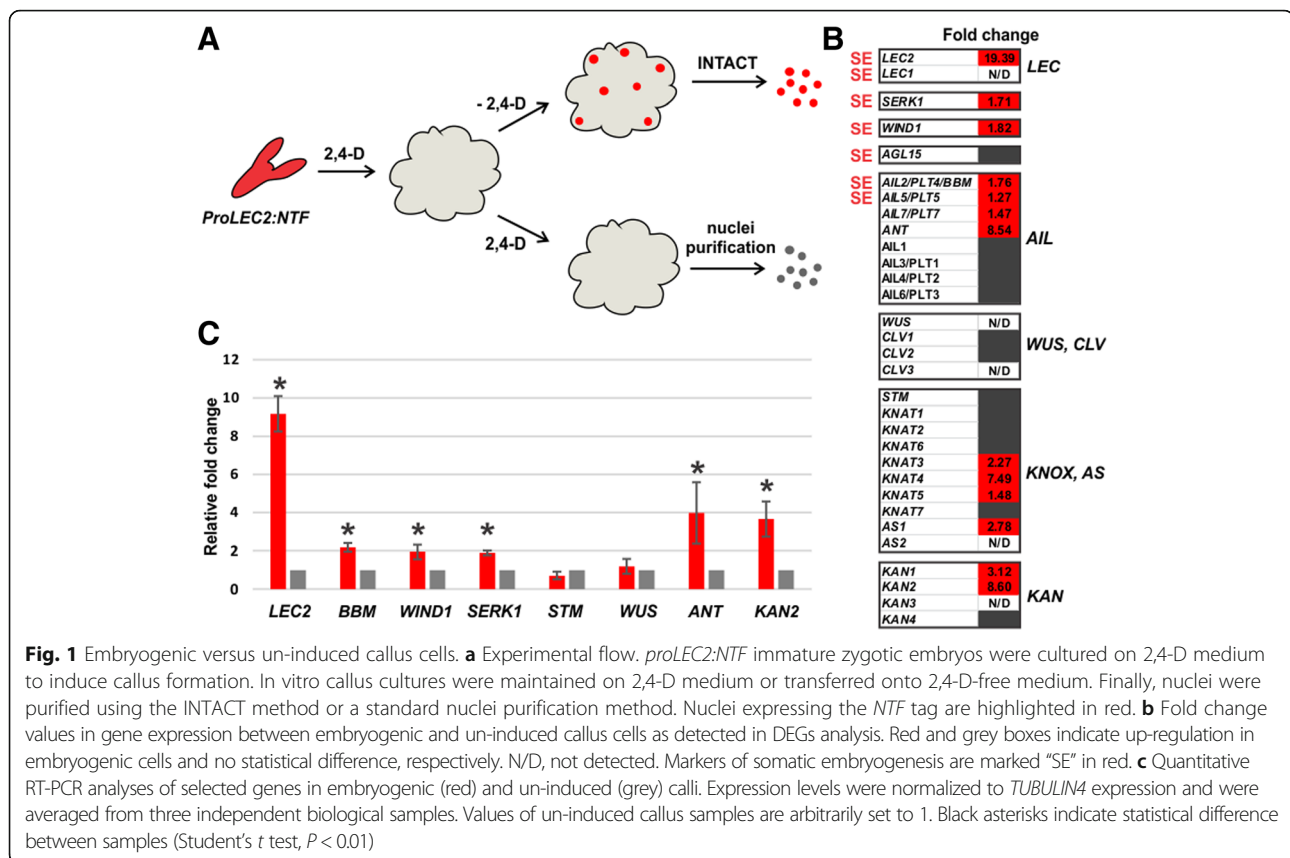 A
ProLEC2:NTF
2,4-D
- 2,4-D
INTACT
2,4-D
nuclei
purification
B
Fold change
SE LEC2 19.39
SE LEC1 N/D
LEC
SE SERK1 1.71
SE WIND1 1.82
SE AGL15
SE AIL2/PLT4/BBM 1.76
SE AIL5/PLT5 1.27
AIL7/PLT7 1.47
ANT 8.54
AIL1
AIL3/PLT1
AIL4/PLT2
AIL6/PLT3
AIL
WUS N/D
CLV1
CLV2
CLV3 N/D
WUS, CLV
STM
KNAT1
KNAT2
KNAT6
KNAT3 2.27
KNAT4 7.49
KNAT5 1.48
KNAT7
AS1 2.78
AS2 N/D
KNOX, AS
KAN1 3.12
KAN2 8.60
KAN3 N/D
KAN4
KAN
C
Relative fold change
12
10
8
6
4
2
0
* * * * * *
LEC2 BBM WIND1 SERK1 STM WUS ANT KAN2
Fig. 1 Embryogenic versus un-induced callus cells. a Experimental flow. proLEC2:NTF immature zygotic embryos were cultured on 2,4-D medium
to induce callus formation. In vitro callus cultures were maintained on 2,4-D medium or transferred onto 2,4-D-free medium. Finally, nuclei were
purified using the INTACT method or a standard nuclei purification method. Nuclei expressing the NTF tag are highlighted in red. b Fold change
values in gene expression between embryogenic and un-induced callus cells as detected in DEGs analysis. Red and grey boxes indicate up-regulation in
embryogenic cells and no statistical difference, respectively. N/D, not detected. Markers of somatic embryogenesis are marked “SE” in red. c Quantitative
RT-PCR analyses of selected genes in embryogenic (red) and un-induced (grey) calli. Expression levels were normalized to TUBULIN4 expression and were
averaged from three independent biological samples. Values of un-induced callus samples are arbitrarily set to 1. Black asterisks indicate statistical difference
between samples (Student’s t test, P < 0.01)